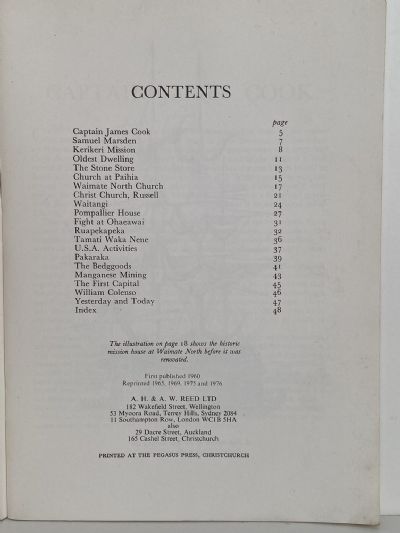 CONTENTS
page
Captain James Cook 5
Samuel Marsden 7
Kerikeri Mission 8
Oldest Dwelling 11
The Stone Store 13
Church at Paihia 15
Waimate North Church 17
Christ Church, Russell 21
Waitangi 24
Pompallier House 27
Fight at Ohaeawai 31
Ruapekapeka 32
Tamati Waka Nene 36
U.S.A. Activities 37
Pakaraka 39
The Bedggoods 41
Manganese Mining 43
The First Capital 45
William Colenso 46
Yesterday and Today 47
Index 48
The illustration on page 18 shows the historic
mission house at Waimate North before it was
renovated.
First published 1960
Reprinted 1965, 1969, 1975 and 1976
A. H. & A. W. REED LTD
182 Wakefield Street, Wellington
53 Myoora Road, Terrey Hills, Sydney 2084
11 Southampton Row, London WC1B 5HA
also
29 Dacre Street, Auckland
165 Cashel Street, Christchurch
PRINTED AT THE PEGASUS PRESS, CHRISTCHURCH